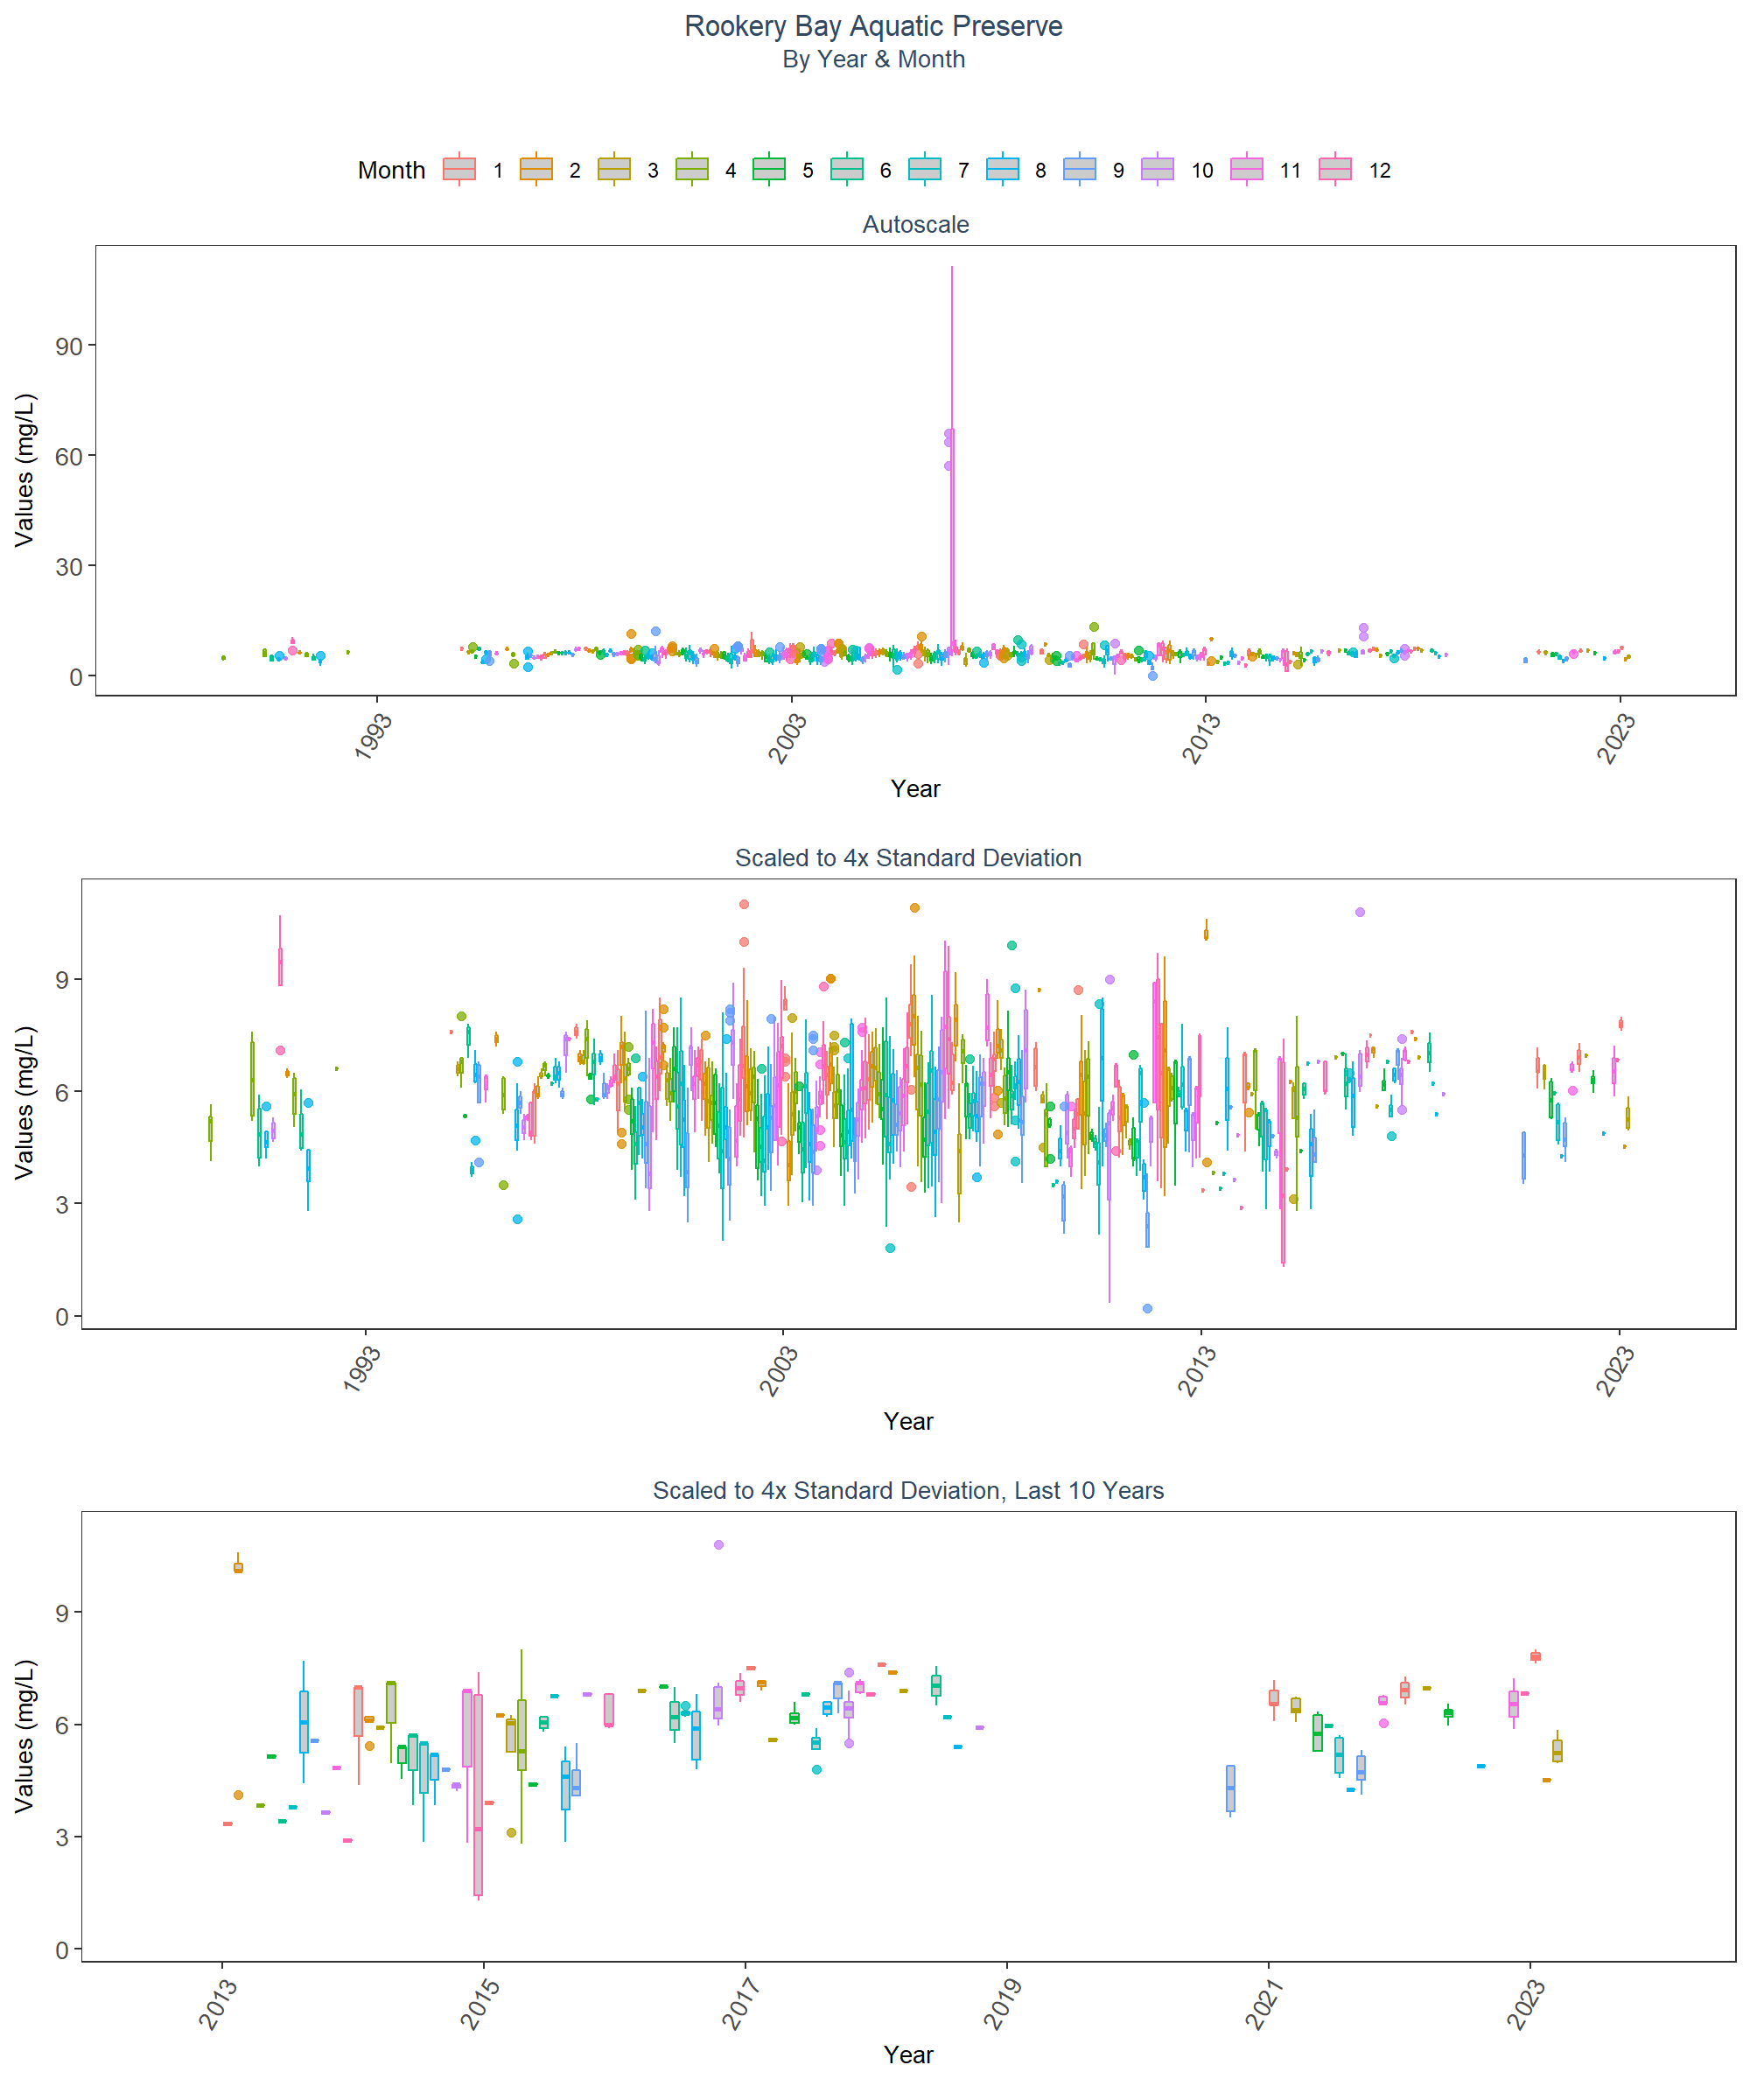 Rookery Bay Aquatic Preserve
By Year & Month
Month 1 2 3 4 5 6 7 8 9 10 11 12
Autoscale
Values (mg/L)
90
60
30
0
1993 2003 2013 2023
Year
Scaled to 4x Standard Deviation
Values (mg/L)
9
6
3
0
1993 2003 2013 2023
Year
Scaled to 4x Standard Deviation, Last 10 Years
Values (mg/L)
9
6
3
0
2013 2015 2017 2019 2021 2023
Year